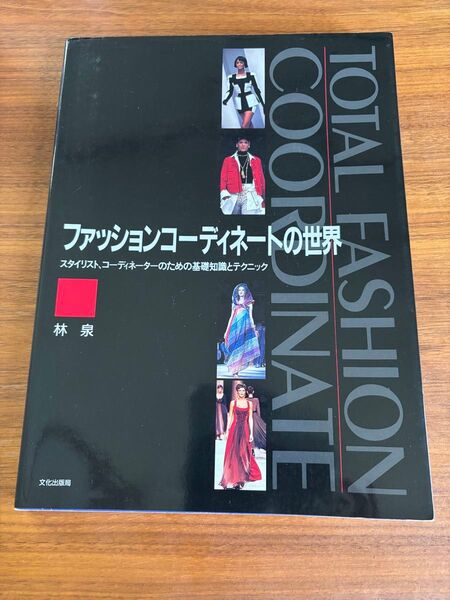 TOTAL FASHION
COORDINATE
ファッションコーディネートの世界
スタイリスト、コーディネーターのための基礎知識とテクニック
林 泉
文化出版局